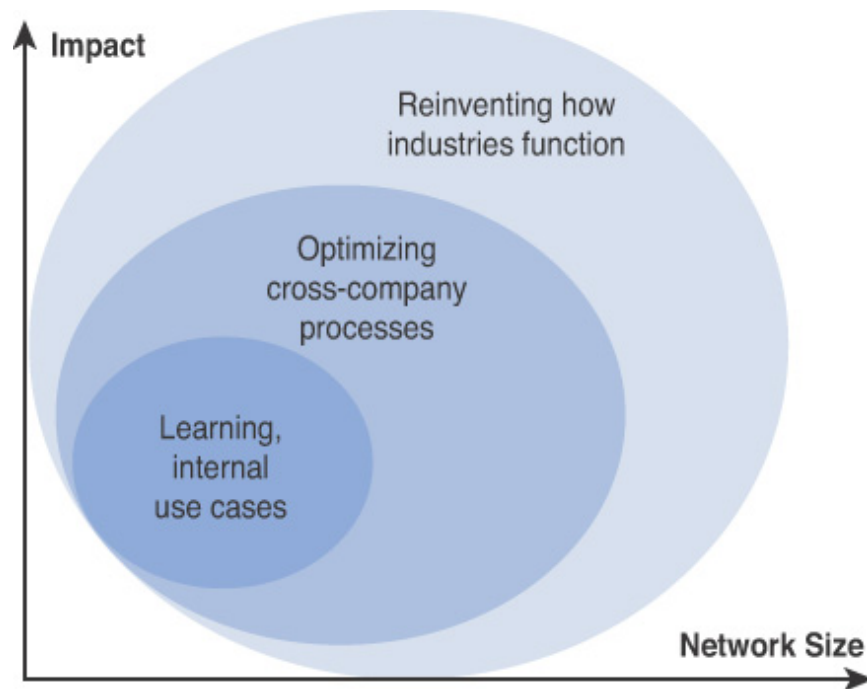 Impact
Reinventing how
industries function
Optimizing
cross-company
processes
Learning,
internal
use cases
Network Size